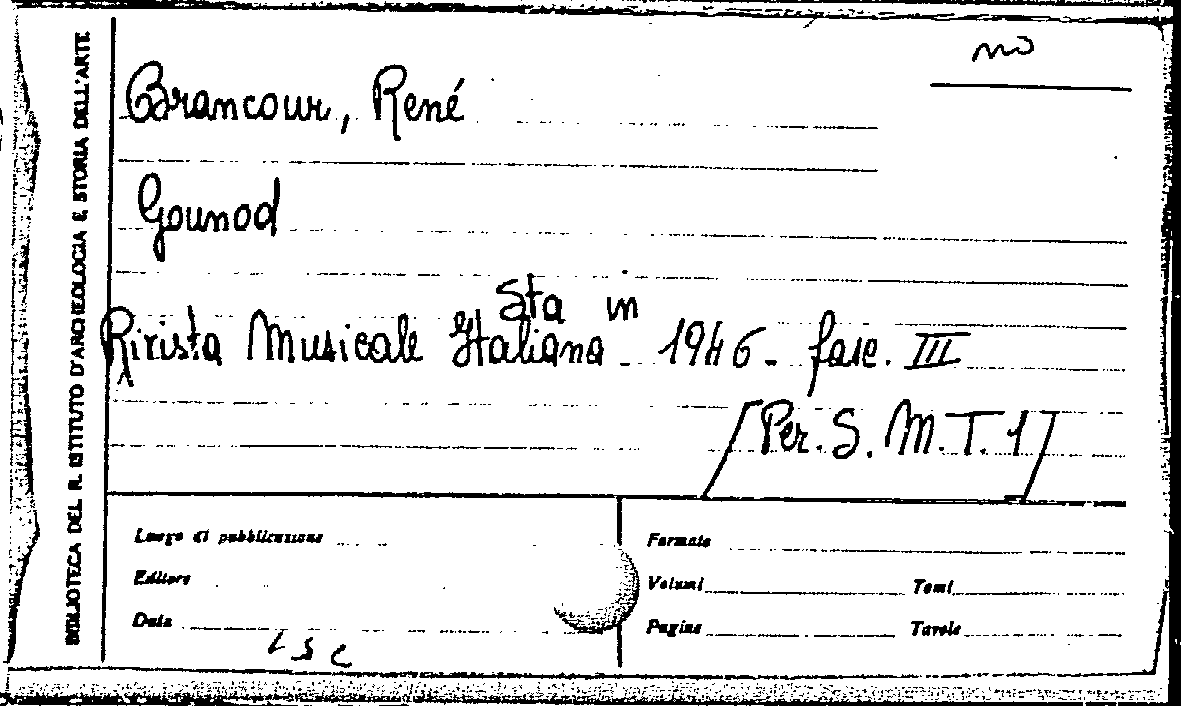 BIBLIOTECA DEL R. ISTITUTO D'ARCHEOLOGIA E STORIA DELL'ARTE
no
Brancour, René
Gounod
Sta in
Rivista Musicale Italiana - 1946 - fasc. III
[Per. S. M. T. 1]
Luogo di pubblicazione
Editore
Data
Formato
Volumi Tomi
Pagine Tavole